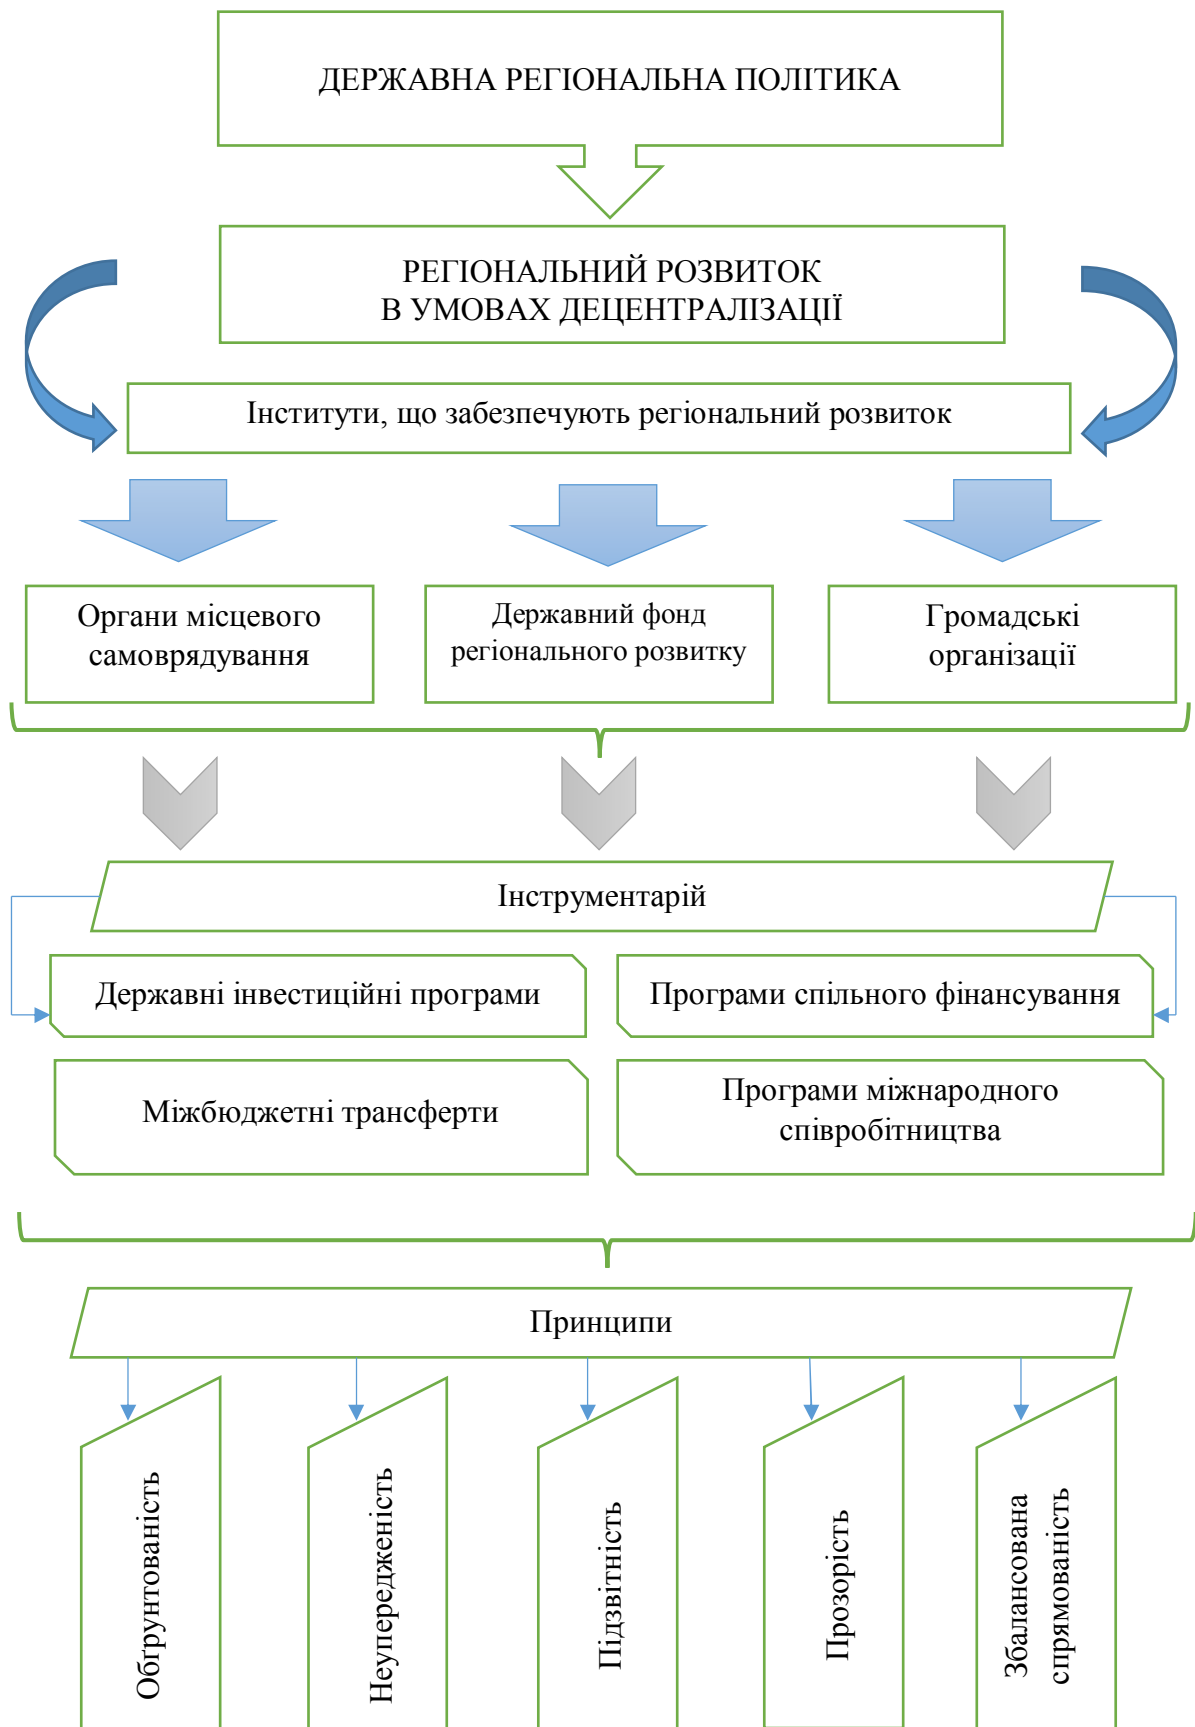 ДЕРЖАВНА РЕГІОНАЛЬНА ПОЛІТИКА
РЕГІОНАЛЬНИЙ РОЗВИТОК
В УМОВАХ ДЕЦЕНТРАЛІЗАЦІЇ
Інститути, що забезпечують регіональний розвиток
Органи місцевого
самоврядування
Державний фонд
регіонального розвитку
Громадські
організації
Інструментарій
Державні інвестиційні програми
Програми спільного фінансування
Міжбюджетні трансферти
Програми міжнародного
співробітництва
Принципи
Обґрунтованість
Неупередженість
Підзвітність
Прозорість
Збалансована
спрямованість